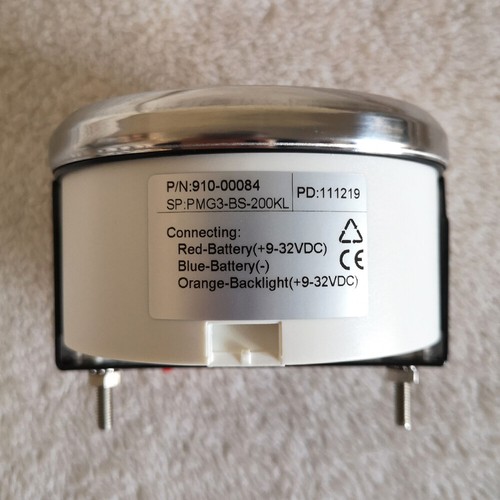 P/N:910-00084
SP:PMG3-BS-200KL
PD:111219
Connecting:
Red-Battery(+9-32VDC)
Blue-Battery(-)
Orange-Backlight(+9-32VDC)
CE